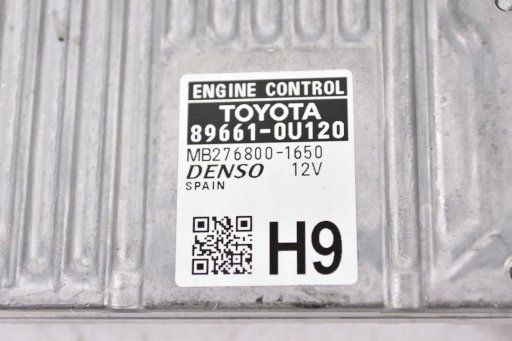 ENGINE CONTROL
TOYOTA
89661-0U120
MB276800-1650
DENSO 12V
SPAIN
H9